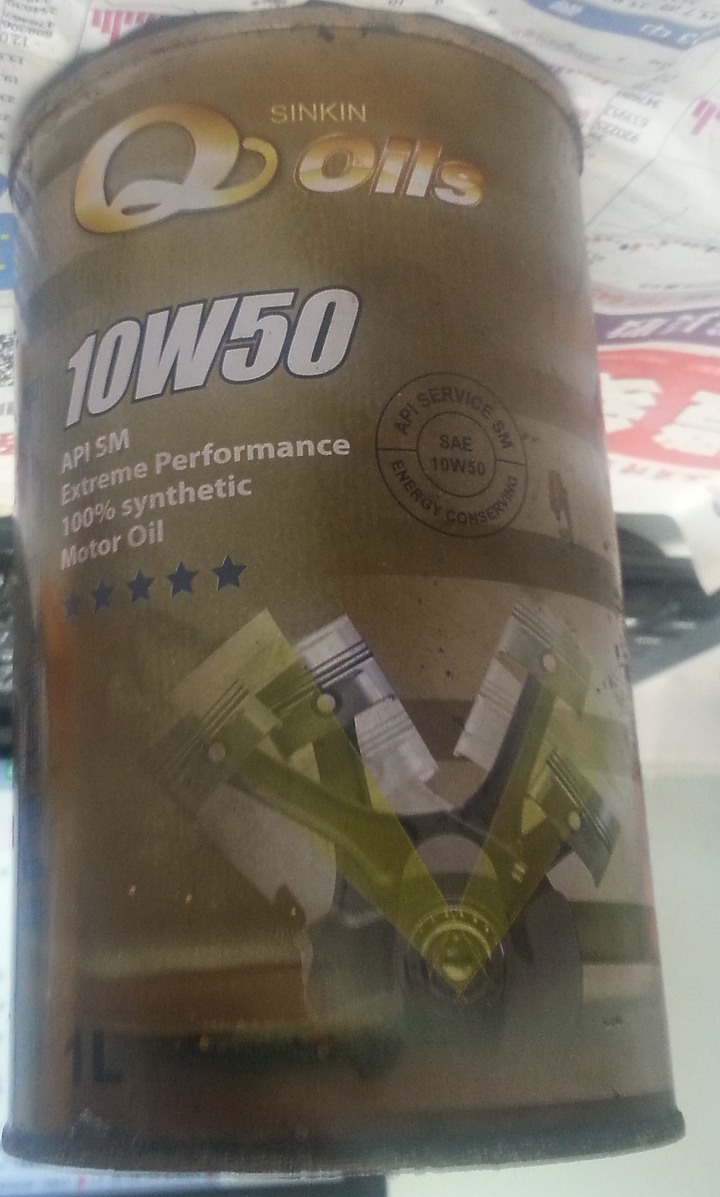 SINKIN
Q Oils
10W50
API SM
Extreme Performance
100% synthetic
Motor Oil
API SERVICE SM
SAE
10W50
ENERGY CONSERVING
1L